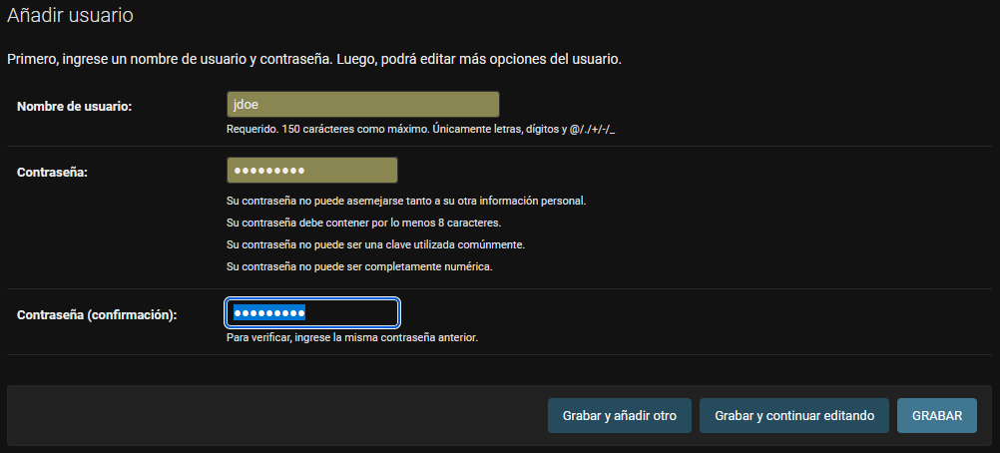 Añadir usuario
Primero, ingrese un nombre de usuario y contraseña. Luego, podrá editar más opciones del usuario.
Nombre de usuario: jdoe
Requerido. 150 carácteres como máximo. Únicamente letras, dígitos y @/./+/-/_
Contraseña: ●●●●●●●●●
Su contraseña no puede asemejarse tanto a su otra información personal.
Su contraseña debe contener por lo menos 8 caracteres.
Su contraseña no puede ser una clave utilizada comúnmente.
Su contraseña no puede ser completamente numérica.
Contraseña (confirmación): ●●●●●●●●●
Para verificar, ingrese la misma contraseña anterior.
Grabar y añadir otro Grabar y continuar editando GRABAR